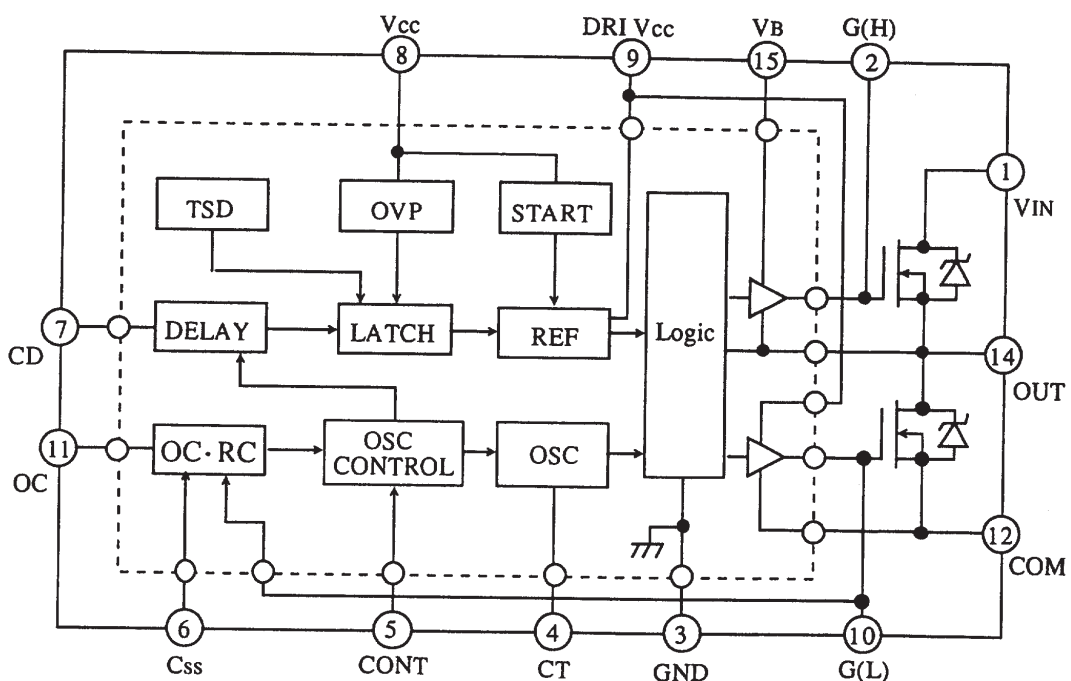 Vcc
DRI Vcc
VB
G(H)
8
9
15
2
1
VIN
TSD
OVP
START
Logic
7
CD
DELAY
LATCH
REF
14
OUT
11
OC
OC·RC
OSC
CONTROL
OSC
12
COM
6
5
4
3
10
Css
CONT
CT
GND
G(L)